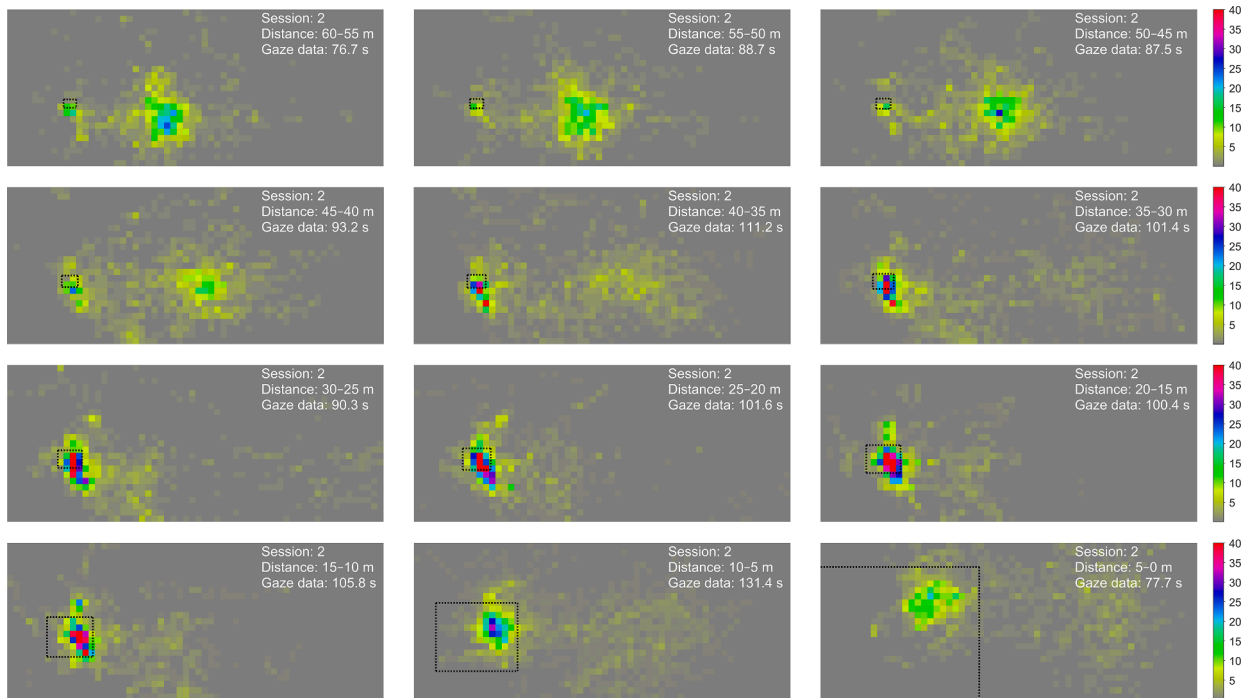 Session: 2
Distance: 60–55 m
Gaze data: 76.7 s
Session: 2
Distance: 55–50 m
Gaze data: 88.7 s
Session: 2
Distance: 50–45 m
Gaze data: 87.5 s
40
35
30
25
20
15
10
5
Session: 2
Distance: 45–40 m
Gaze data: 93.2 s
Session: 2
Distance: 40–35 m
Gaze data: 111.2 s
Session: 2
Distance: 35–30 m
Gaze data: 101.4 s
40
35
30
25
20
15
10
5
Session: 2
Distance: 30–25 m
Gaze data: 90.3 s
Session: 2
Distance: 25–20 m
Gaze data: 101.6 s
Session: 2
Distance: 20–15 m
Gaze data: 100.4 s
40
35
30
25
20
15
10
5
Session: 2
Distance: 15–10 m
Gaze data: 105.8 s
Session: 2
Distance: 10–5 m
Gaze data: 131.4 s
Session: 2
Distance: 5–0 m
Gaze data: 77.7 s
40
35
30
25
20
15
10
5